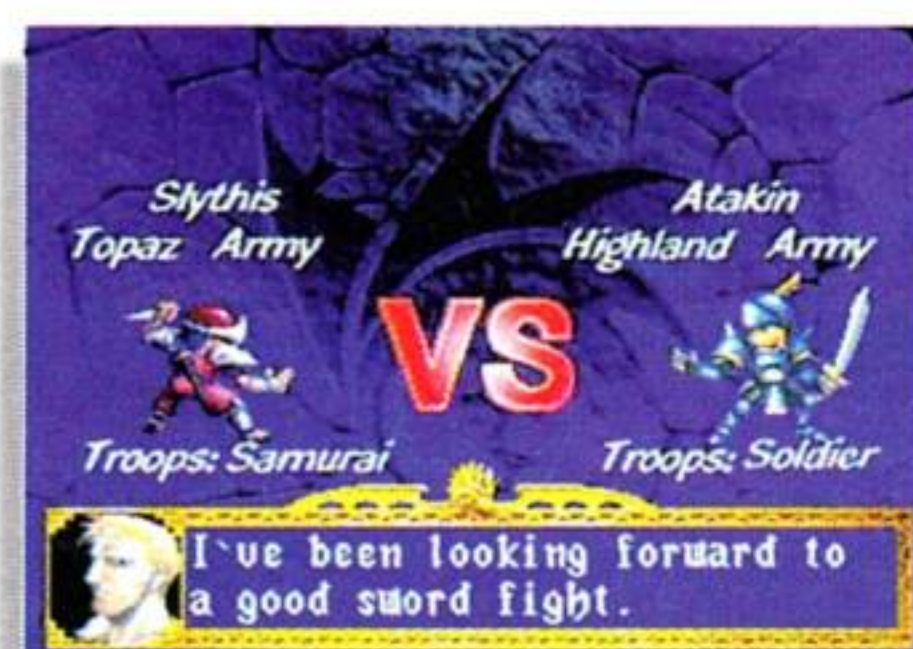 Slythis
Topaz Army
Atakin
Highland Army
VS
Troops: Samurai
Troops: Soldier
I`ve been looking forward to
a good sword fight.